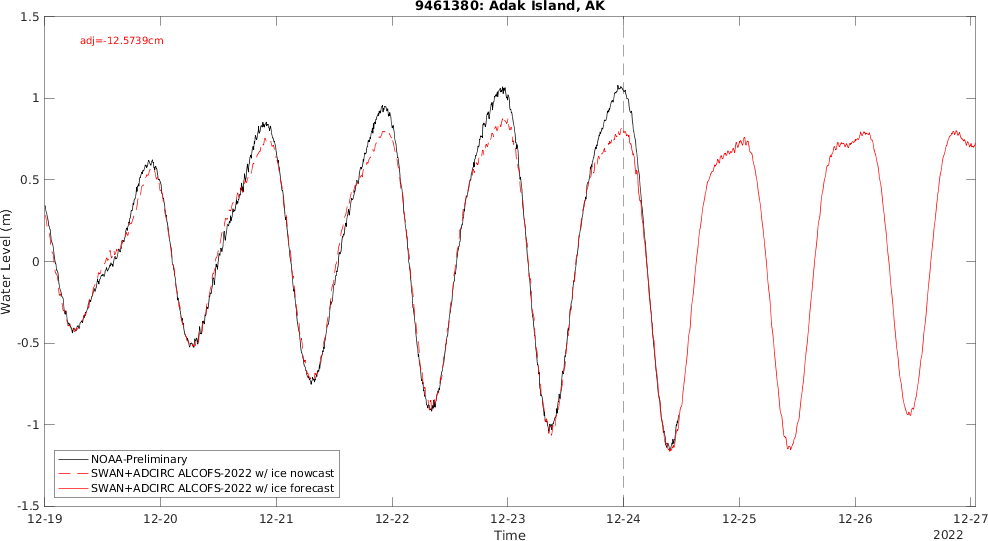 9461380: Adak Island, AK
adj=-12.5739cm
Water Level (m)
1.5
1
0.5
0
-0.5
-1
-1.5
NOAA-Preliminary
SWAN+ADCIRC ALCOFS-2022 w/ ice nowcast
SWAN+ADCIRC ALCOFS-2022 w/ ice forecast
12-19 12-20 12-21 12-22 12-23 12-24 12-25 12-26 12-27
Time
2022